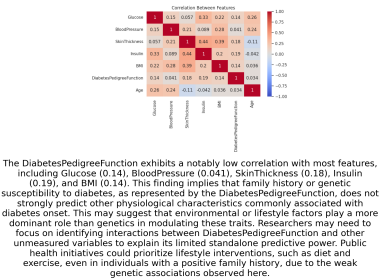 Correlation Between Features
Glucose 1 0.15 0.057 0.33 0.22 0.14 0.26
BloodPressure 0.15 1 0.21 0.089 0.28 0.041 0.24
SkinThickness 0.057 0.21 1 0.44 0.39 0.18 -0.11
Insulin 0.33 0.089 0.44 1 0.2 0.19 -0.042
BMI 0.22 0.28 0.39 0.2 1 0.14 0.036
DiabetesPedigreeFunction 0.14 0.041 0.18 0.19 0.14 1 0.034
Age 0.26 0.24 -0.11 -0.042 0.036 0.034 1
Glucose
BloodPressure
SkinThickness
Insulin
BMI
DiabetesPedigreeFunction
Age
1.00
0.75
0.50
0.25
0.00
−0.25
−0.50
−0.75
−1.00
The DiabetesPedigreeFunction exhibits a notably low correlation with most features,
including Glucose (0.14), BloodPressure (0.041), SkinThickness (0.18), Insulin
(0.19), and BMI (0.14). This finding implies that family history or genetic
susceptibility to diabetes, as represented by the DiabetesPedigreeFunction, does not
strongly predict other physiological characteristics commonly associated with
diabetes onset. This may suggest that environmental or lifestyle factors play a more
dominant role than genetics in modulating these traits. Researchers may need to
focus on identifying interactions between DiabetesPedigreeFunction and other
unmeasured variables to explain its limited standalone predictive power. Public
health initiatives could prioritize lifestyle interventions, such as diet and
exercise, even in individuals with a positive family history, due to the weak
genetic associations observed here.